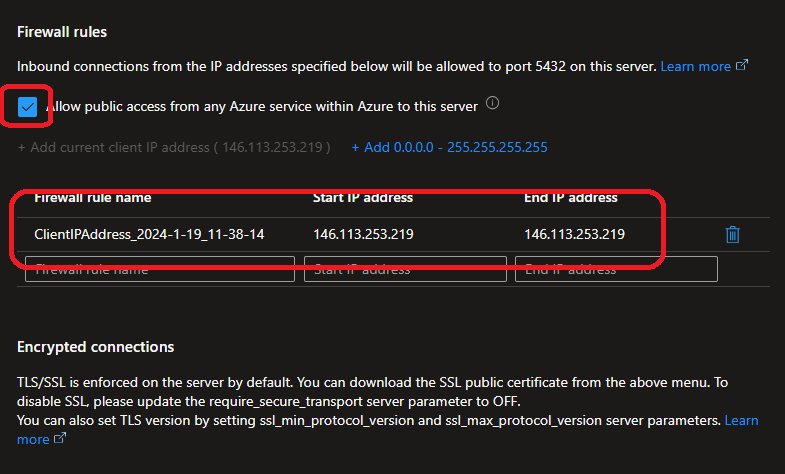 Firewall rules
Inbound connections from the IP addresses specified below will be allowed to port 5432 on this server. Learn more
Allow public access from any Azure service within Azure to this server
+ Add current client IP address ( 146.113.253.219 ) + Add 0.0.0.0 - 255.255.255.255
Firewall rule name Start IP address End IP address
ClientIPAddress_2024-1-19_11-38-14 146.113.253.219 146.113.253.219
Firewall rule name Start IP address End IP address
Encrypted connections
TLS/SSL is enforced on the server by default. You can download the SSL public certificate from the above menu. To
disable SSL, please update the require_secure_transport server parameter to OFF.
You can also set TLS version by setting ssl_min_protocol_version and ssl_max_protocol_version server parameters. Learn
more